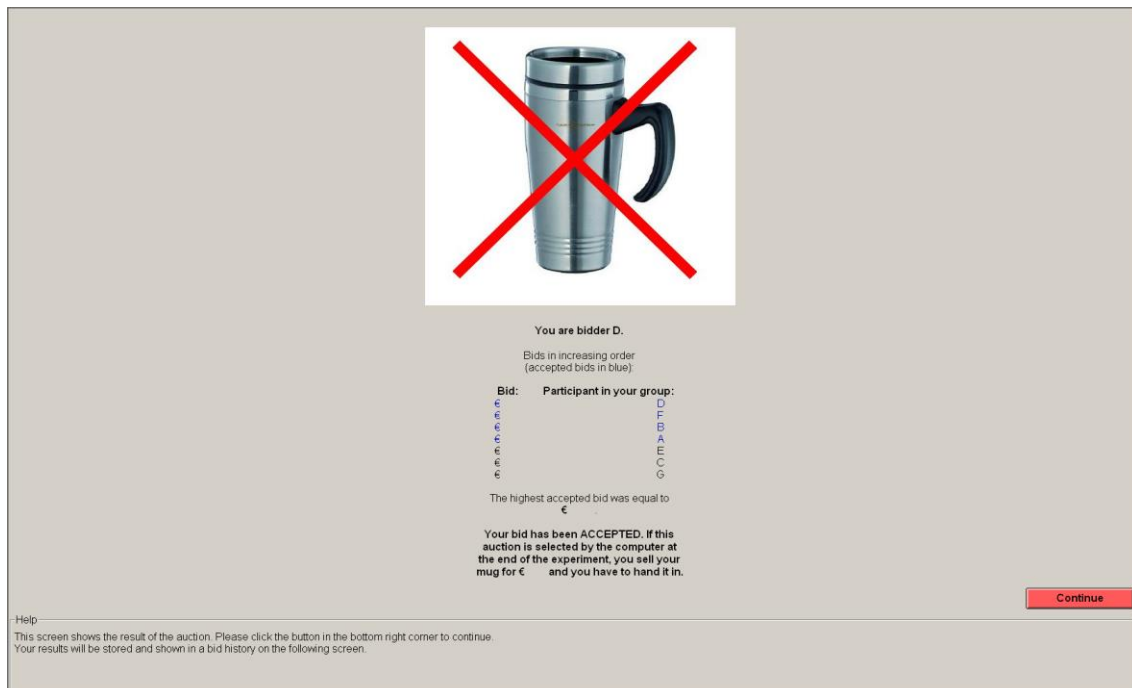 You are bidder D.
Bids in increasing order
(accepted bids in blue):
Bid: Participant in your group:
€ D
€ F
€ B
€ A
€ E
€ C
€ G
The highest accepted bid was equal to
€ .
Your bid has been ACCEPTED. If this
auction is selected by the computer at
the end of the experiment, you sell your
mug for € and you have to hand it in.
Continue
Help
This screen shows the result of the auction. Please click the button in the bottom right corner to continue.
Your results will be stored and shown in a bid history on the following screen.